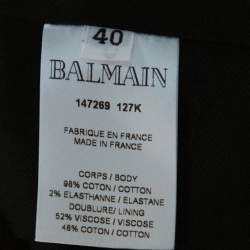 40
BALMAIN
147269 127K
FABRIQUE EN FRANCE
MADE IN FRANCE
CORPS / BODY
98% COTON / COTTON
2% ELASTHANNE / ELASTANE
DOUBLURE / LINING
52% VISCOSE / VISCOSE
48% COTON / COTTON